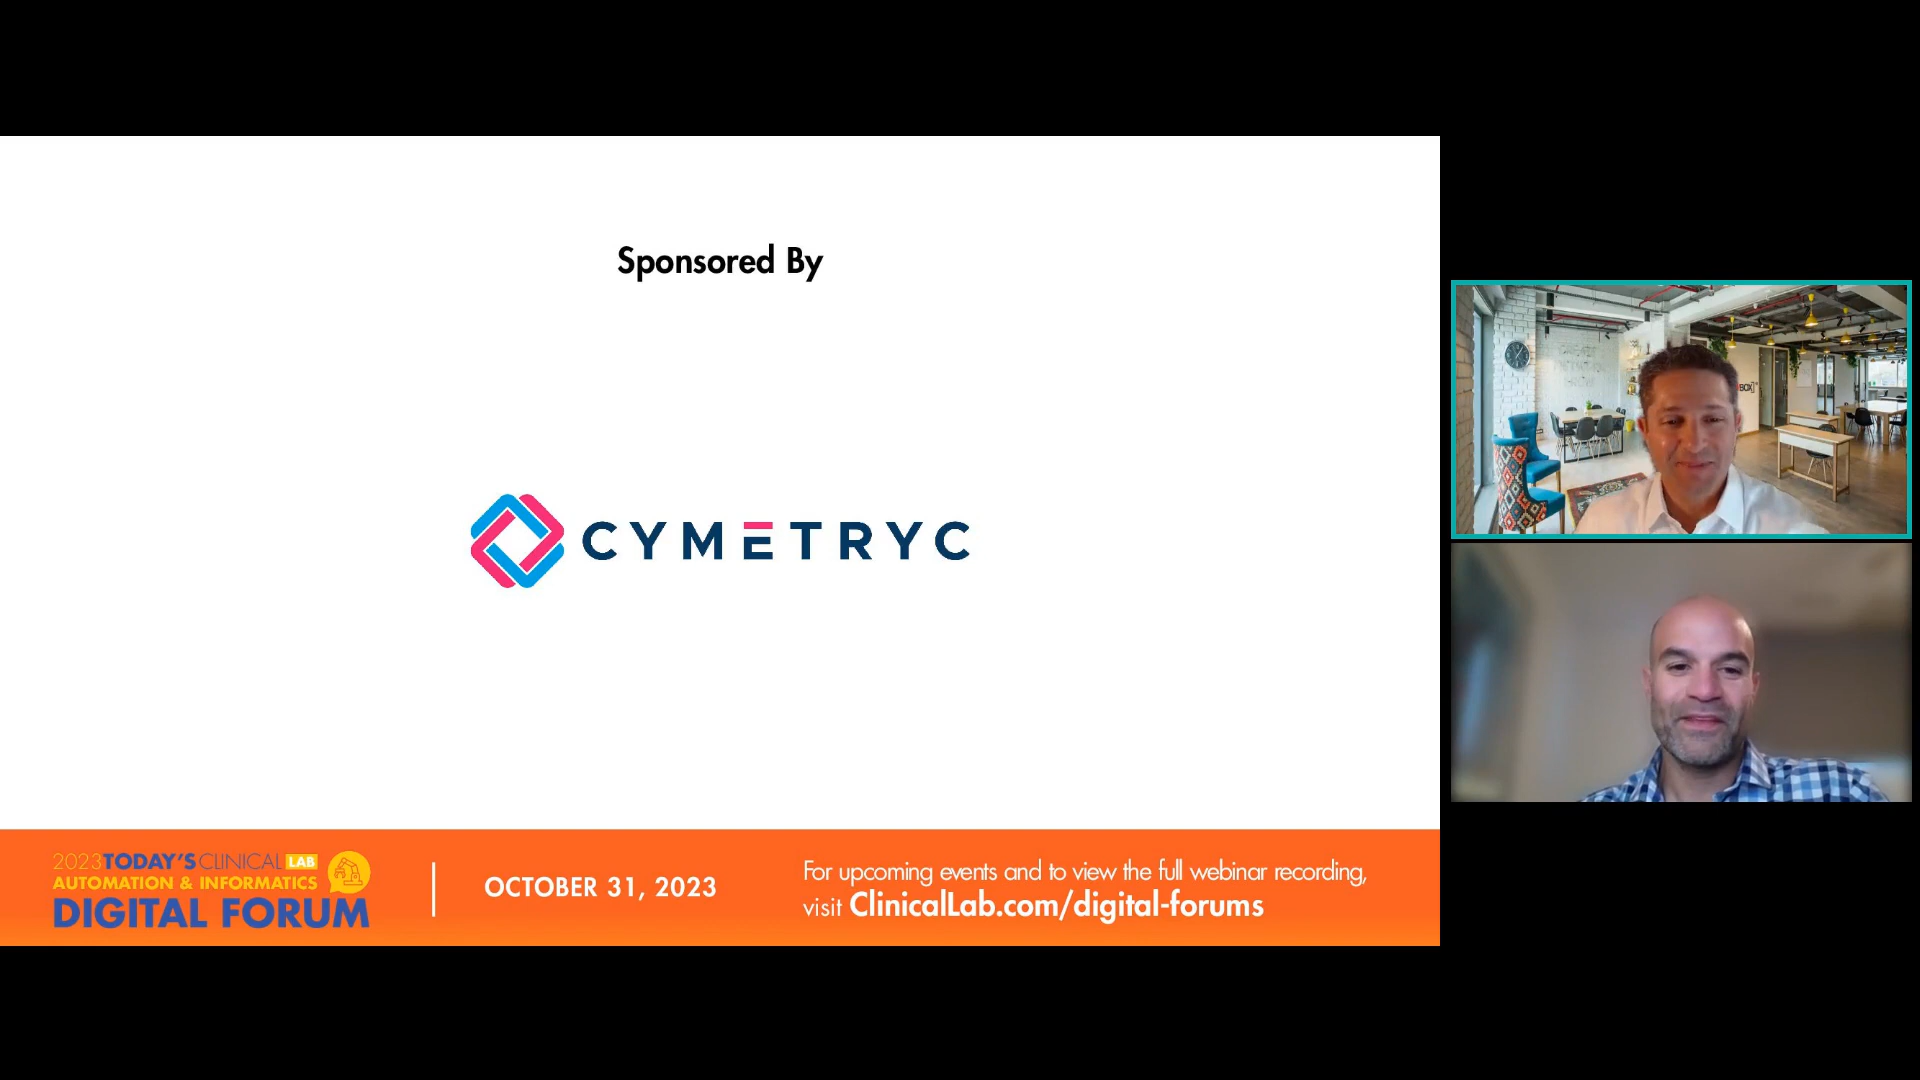 Sponsored By
CYMETRYC
2023 TODAY'S CLINICAL LAB
AUTOMATION & INFORMATICS
DIGITAL FORUM
OCTOBER 31, 2023
For upcoming events and to view the full webinar recording,
visit ClinicalLab.com/digital-forums